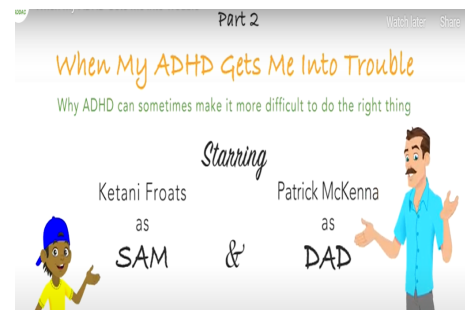 Part 2
Watch later Share
When My ADHD Gets Me Into Trouble
Why ADHD can sometimes make it more difficult to do the right thing
Starring
Ketani Froats Patrick McKenna
as as
SAM & DAD